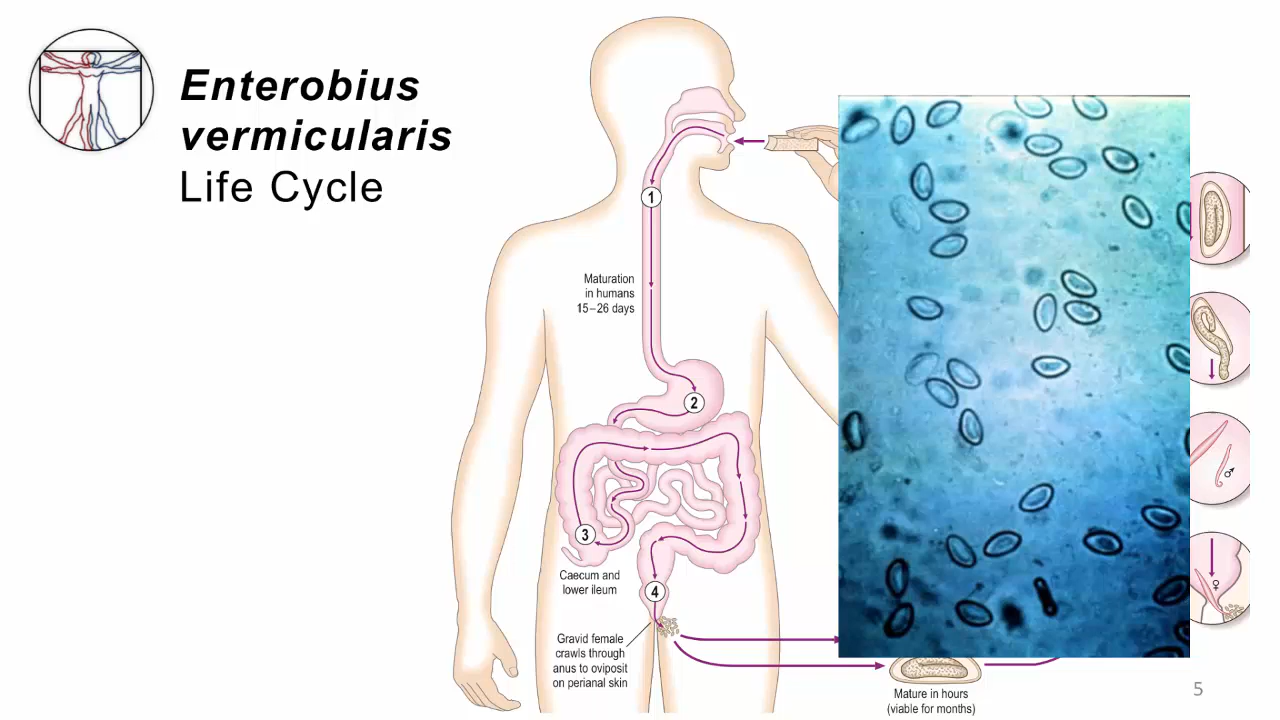 Enterobius
vermicularis
Life Cycle
1
Maturation
in humans
15–26 days
2
3
Caecum and
lower ileum
4
Gravid female
crawls through
anus to oviposit
on perianal skin
♂
♀
Mature in hours
(viable for months)
5